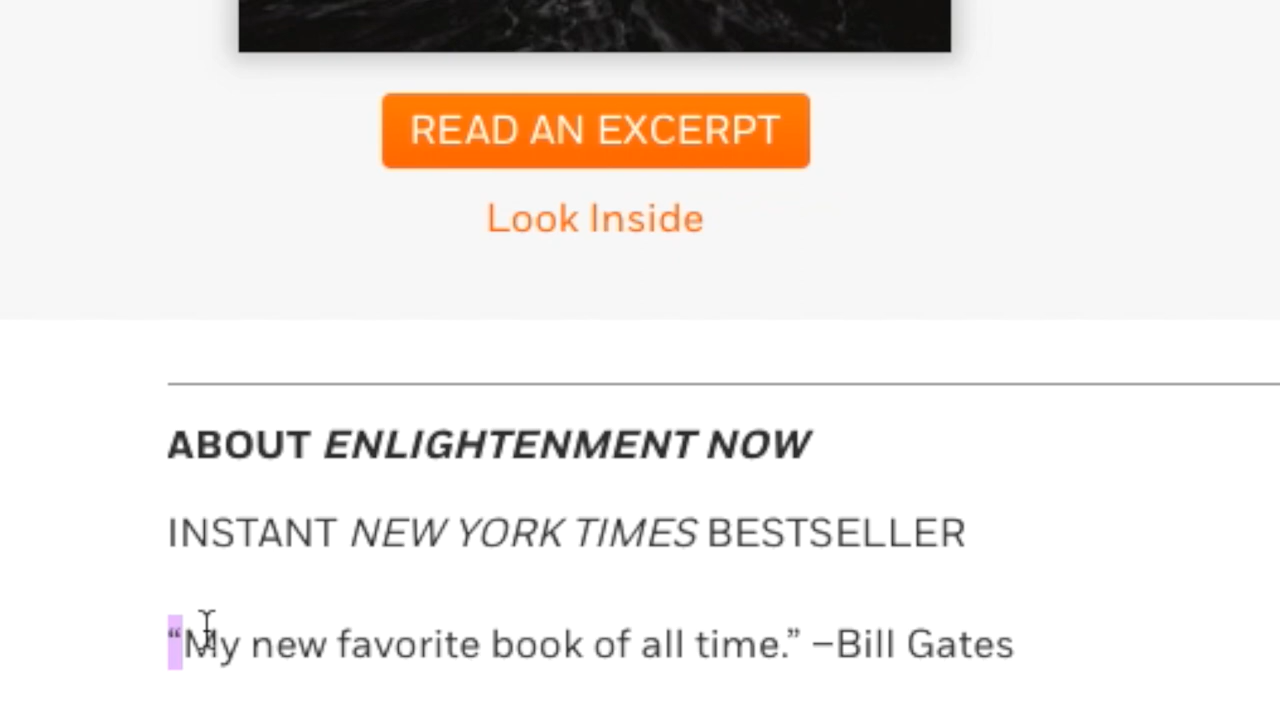 READ AN EXCERPT
Look Inside
ABOUT ENLIGHTENMENT NOW
INSTANT NEW YORK TIMES BESTSELLER
“My new favorite book of all time.” –Bill Gates